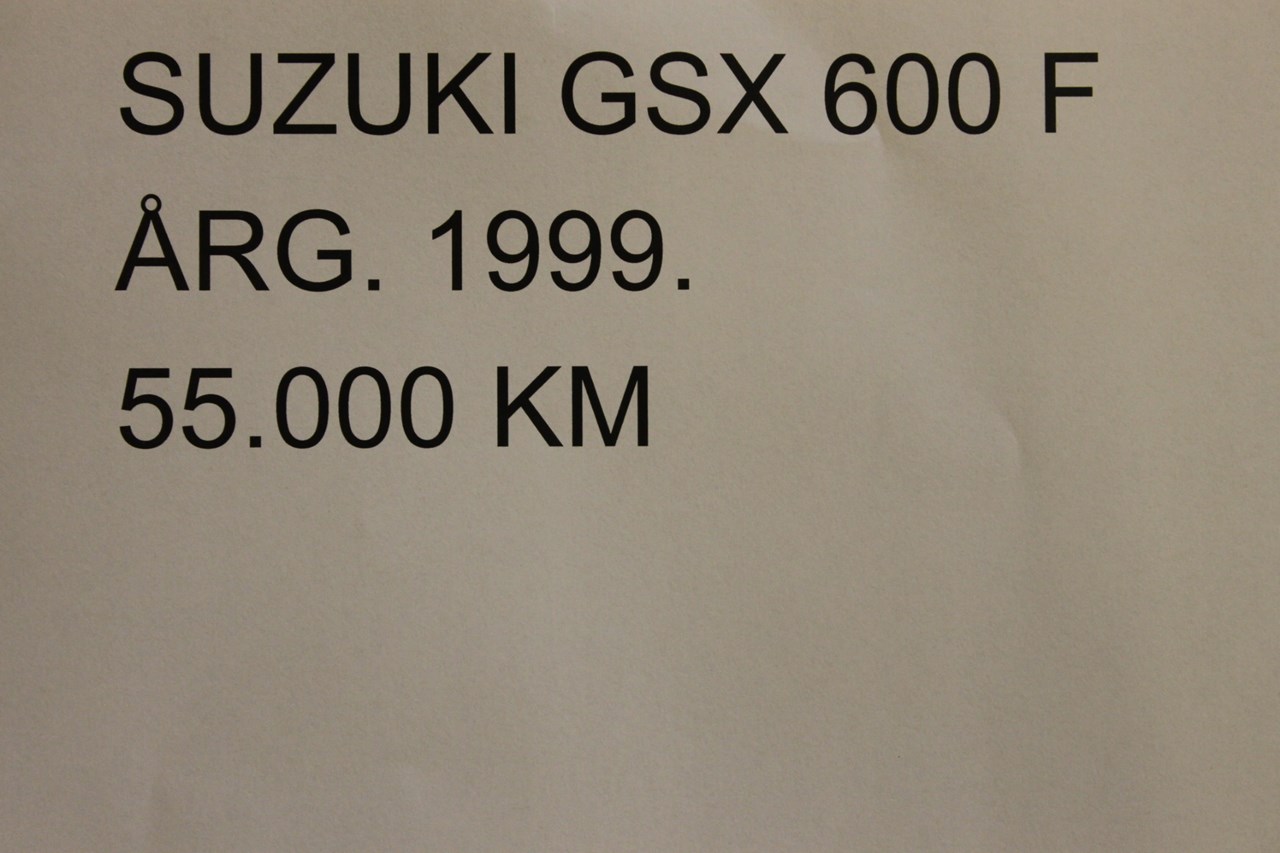 SUZUKI GSX 600 F
ÅRG. 1999.
55.000 KM